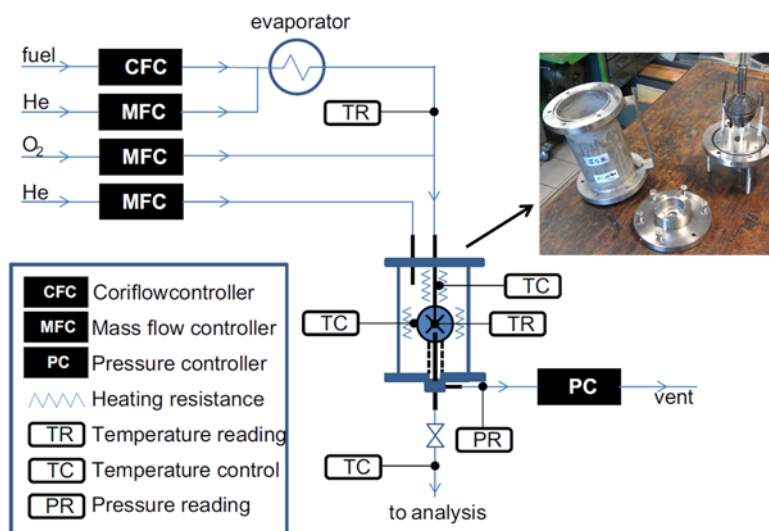 evaporator
fuel
CFC
He
MFC
TR
O2
MFC
He
MFC
TC
TC
TR
PC
vent
PR
TC
to analysis
CFC Coriflowcontroller
MFC Mass flow controller
PC Pressure controller
Heating resistance
TR Temperature reading
TC Temperature control
PR Pressure reading